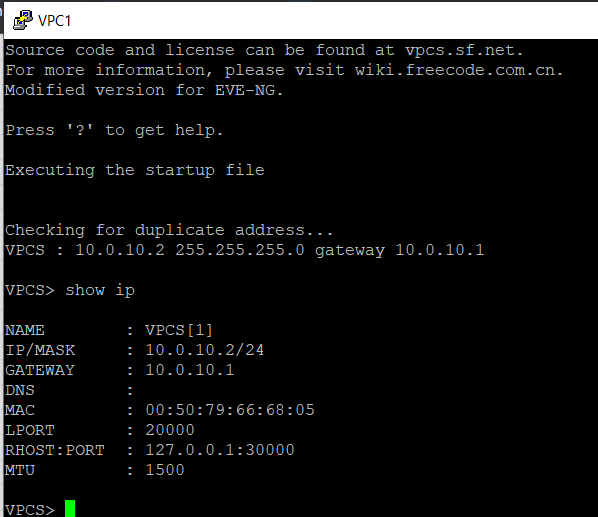 VPC1
Source code and license can be found at vpcs.sf.net.
For more information, please visit wiki.freecode.com.cn.
Modified version for EVE-NG.
Press '?' to get help.
Executing the startup file
Checking for duplicate address...
VPCS : 10.0.10.2 255.255.255.0 gateway 10.0.10.1
VPCS> show ip
NAME        : VPCS[1]
IP/MASK     : 10.0.10.2/24
GATEWAY     : 10.0.10.1
DNS         :
MAC         : 00:50:79:66:68:05
LPORT       : 20000
RHOST:PORT  : 127.0.0.1:30000
MTU         : 1500
VPCS>